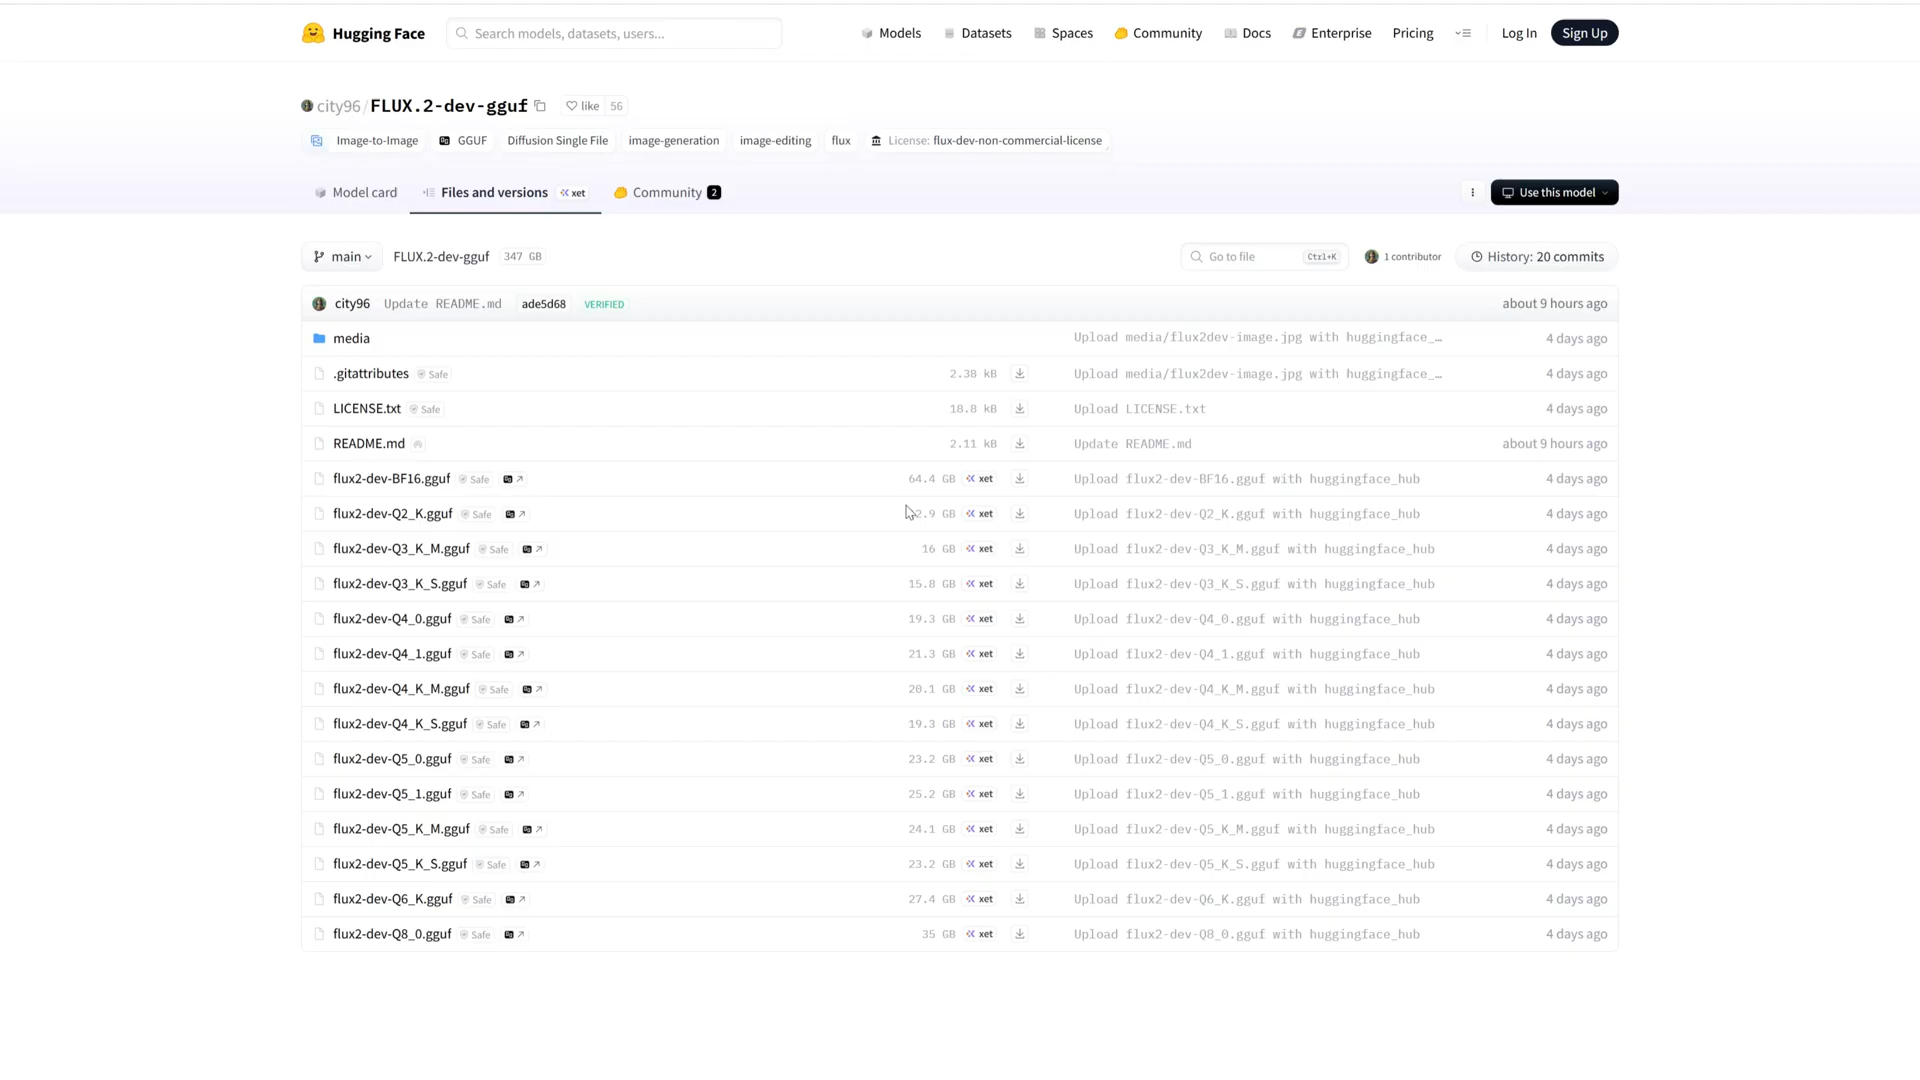 Hugging Face Search models, datasets, users... Models Datasets Spaces Community Docs Enterprise Pricing Log In Sign Up
city96/FLUX.2-dev-gguf like 56
Image-to-Image GGUF Diffusion Single File image-generation image-editing flux License: flux-dev-non-commercial-license
Model card Files and versions xet Community 2 Use this model
main FLUX.2-dev-gguf 347 GB Go to file Ctrl+K 1 contributor History: 20 commits
city96 Update README.md ade5d68 VERIFIED about 9 hours ago
media Upload media/flux2dev-image.jpg with huggingface_… 4 days ago
.gitattributes Safe 2.38 kB Upload media/flux2dev-image.jpg with huggingface_… 4 days ago
LICENSE.txt Safe 18.8 kB Upload LICENSE.txt 4 days ago
README.md 2.11 kB Update README.md about 9 hours ago
flux2-dev-BF16.gguf Safe 64.4 GB xet Upload flux2-dev-BF16.gguf with huggingface_hub 4 days ago
flux2-dev-Q2_K.gguf Safe GB xet Upload flux2-dev-Q2_K.gguf with huggingface_hub 4 days ago
flux2-dev-Q3_K_M.gguf Safe 16 GB xet Upload flux2-dev-Q3_K_M.gguf with huggingface_hub 4 days ago
flux2-dev-Q3_K_S.gguf Safe 15.8 GB xet Upload flux2-dev-Q3_K_S.gguf with huggingface_hub 4 days ago
flux2-dev-Q4_0.gguf Safe 19.3 GB xet Upload flux2-dev-Q4_0.gguf with huggingface_hub 4 days ago
flux2-dev-Q4_1.gguf Safe 21.3 GB xet Upload flux2-dev-Q4_1.gguf with huggingface_hub 4 days ago
flux2-dev-Q4_K_M.gguf Safe 20.1 GB xet Upload flux2-dev-Q4_K_M.gguf with huggingface_hub 4 days ago
flux2-dev-Q4_K_S.gguf Safe 19.3 GB xet Upload flux2-dev-Q4_K_S.gguf with huggingface_hub 4 days ago
flux2-dev-Q5_0.gguf Safe 23.2 GB xet Upload flux2-dev-Q5_0.gguf with huggingface_hub 4 days ago
flux2-dev-Q5_1.gguf Safe 25.2 GB xet Upload flux2-dev-Q5_1.gguf with huggingface_hub 4 days ago
flux2-dev-Q5_K_M.gguf Safe 24.1 GB xet Upload flux2-dev-Q5_K_M.gguf with huggingface_hub 4 days ago
flux2-dev-Q5_K_S.gguf Safe 23.2 GB xet Upload flux2-dev-Q5_K_S.gguf with huggingface_hub 4 days ago
flux2-dev-Q6_K.gguf Safe 27.4 GB xet Upload flux2-dev-Q6_K.gguf with huggingface_hub 4 days ago
flux2-dev-Q8_0.gguf Safe 35 GB xet Upload flux2-dev-Q8_0.gguf with huggingface_hub 4 days ago